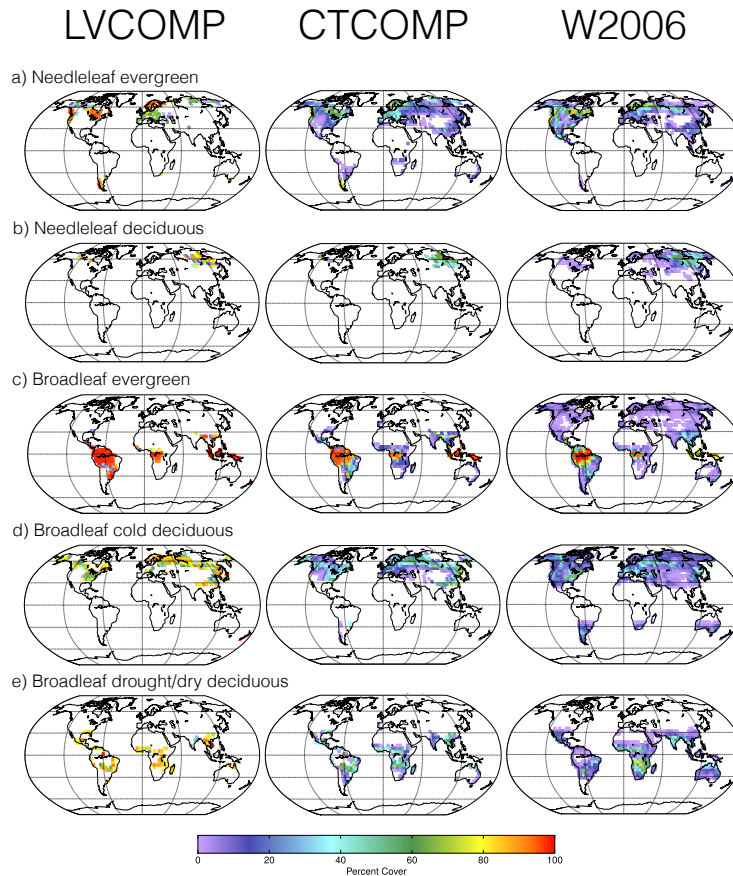 LVCOMP CTCOMP W2006
a) Needleleaf evergreen
b) Needleleaf deciduous
c) Broadleaf evergreen
d) Broadleaf cold deciduous
e) Broadleaf drought/dry deciduous
0 20 40 60 80 100
Percent Cover